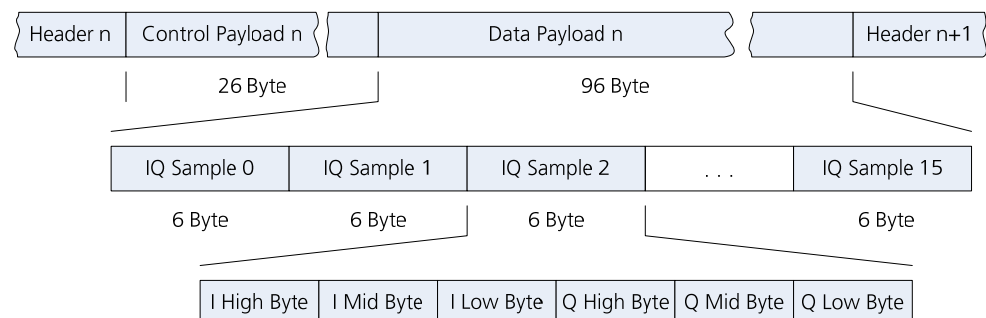 Header n Control Payload n Data Payload n Header n+1
26 Byte 96 Byte
IQ Sample 0 IQ Sample 1 IQ Sample 2 . . . IQ Sample 15
6 Byte 6 Byte 6 Byte 6 Byte
I High Byte I Mid Byte I Low Byte Q High Byte Q Mid Byte Q Low Byte